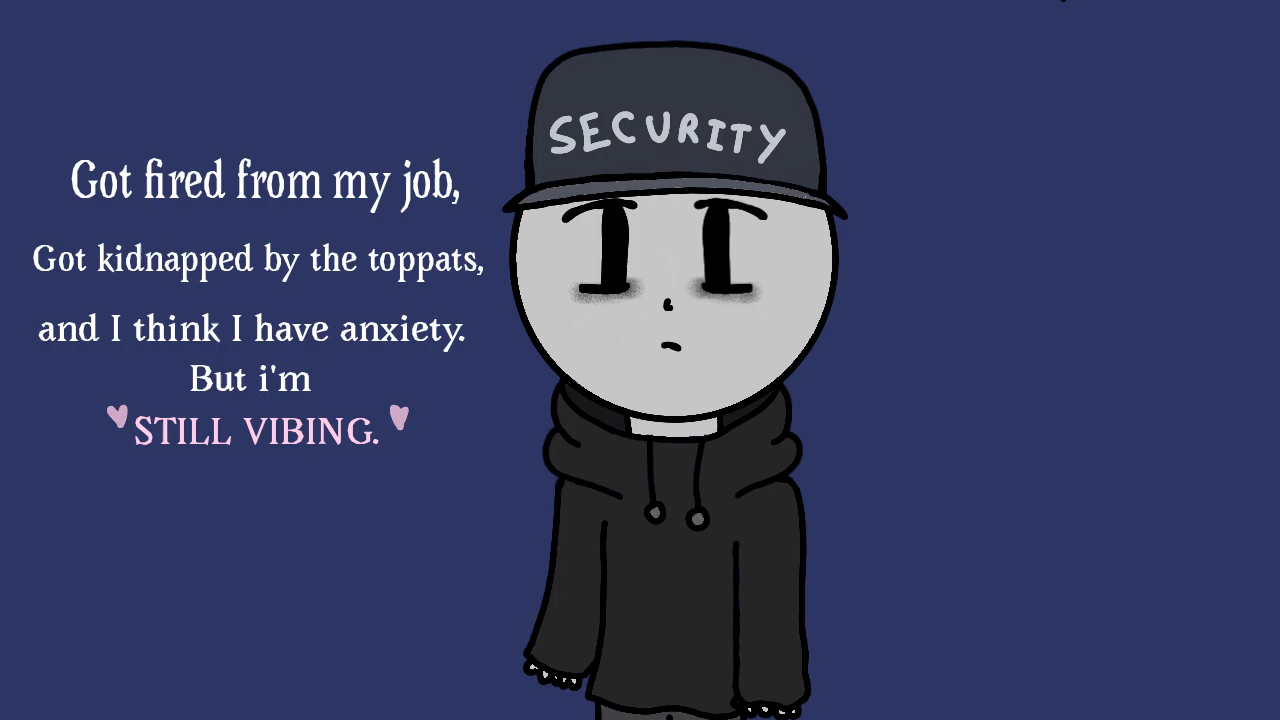 SECURITY
Got fired from my job,
Got kidnapped by the toppats,
and I think I have anxiety.
But i'm
STILL VIBING.